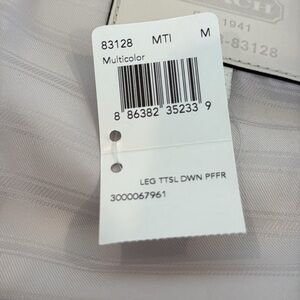 83128 MTI M
Multicolor
8 86382 35233 9
LEG TTSL DWN PFFR
3000067961
1941
-83128